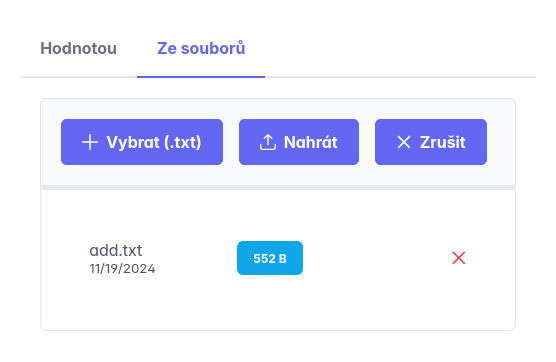 Hodnotou Ze souborů
Vybrat (.txt) Nahrát Zrušit
add.txt
11/19/2024
552 B